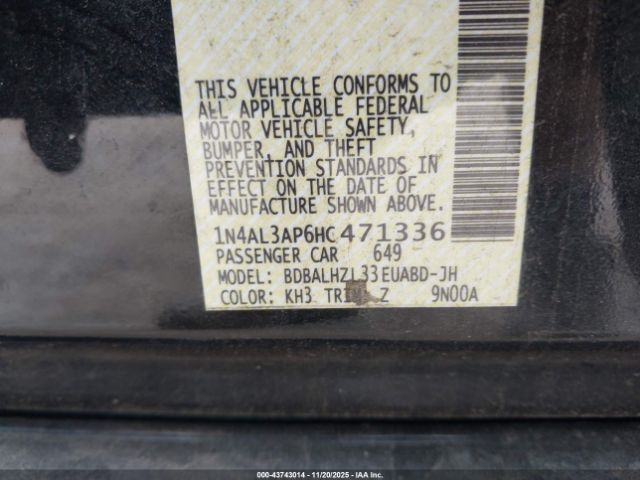 THIS VEHICLE CONFORMS TO
ALL APPLICABLE FEDERAL
MOTOR VEHICLE SAFETY,
BUMPER, AND THEFT
PREVENTION STANDARDS IN
EFFECT ON THE DATE OF
MANUFACTURE SHOWN ABOVE.
1N4AL3AP6HC471336
PASSENGER CAR 649
MODEL: BDBALHZL33EUABD-JH
COLOR: KH3 TRIM Z 9N00A
000-43743014 - 11/20/2025 - IAA Inc.